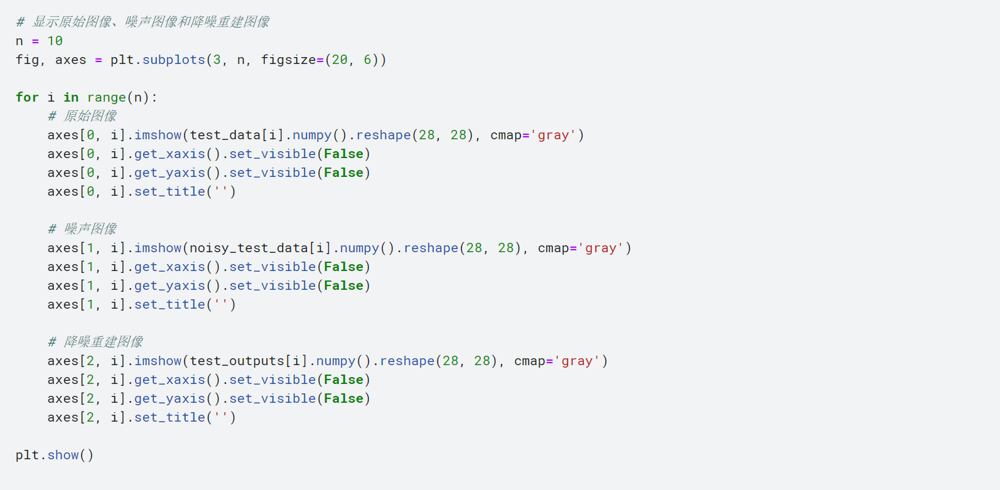 # 显示原始图像、噪声图像和降噪重建图像
n = 10
fig, axes = plt.subplots(3, n, figsize=(20, 6))
for i in range(n):
    # 原始图像
    axes[0, i].imshow(test_data[i].numpy().reshape(28, 28), cmap='gray')
    axes[0, i].get_xaxis().set_visible(False)
    axes[0, i].get_yaxis().set_visible(False)
    axes[0, i].set_title('')
    # 噪声图像
    axes[1, i].imshow(noisy_test_data[i].numpy().reshape(28, 28), cmap='gray')
    axes[1, i].get_xaxis().set_visible(False)
    axes[1, i].get_yaxis().set_visible(False)
    axes[1, i].set_title('')
    # 降噪重建图像
    axes[2, i].imshow(test_outputs[i].numpy().reshape(28, 28), cmap='gray')
    axes[2, i].get_xaxis().set_visible(False)
    axes[2, i].get_yaxis().set_visible(False)
    axes[2, i].set_title('')
plt.show()